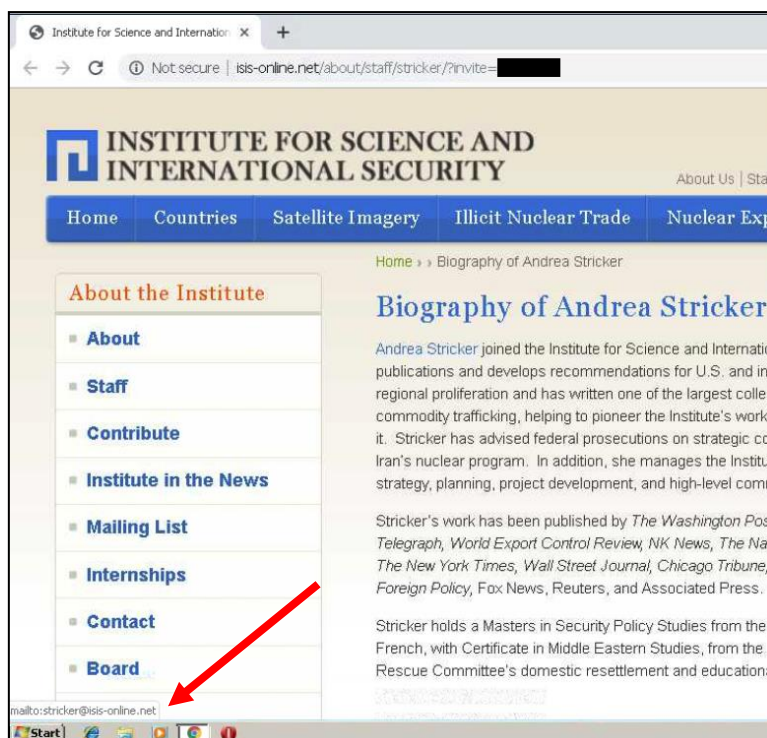 Institute for Science and Internation
Not secure | isis-online.net/about/staff/stricker/?invite=
INSTITUTE FOR SCIENCE AND
INTERNATIONAL SECURITY
About Us | Sta
Home Countries Satellite Imagery Illicit Nuclear Trade Nuclear Exp
Home › › Biography of Andrea Stricker
About the Institute
About
Staff
Contribute
Institute in the News
Mailing List
Internships
Contact
Board
Biography of Andrea Stricker
Andrea Stricker joined the Institute for Science and Internatio
publications and develops recommendations for U.S. and in
regional proliferation and has written one of the largest colle
commodity trafficking, helping to pioneer the Institute's work
it. Stricker has advised federal prosecutions on strategic co
Iran's nuclear program. In addition, she manages the Institu
strategy, planning, project development, and high-level com
Stricker's work has been published by The Washington Pos
Telegraph, World Export Control Review, NK News, The Na
The New York Times, Wall Street Journal, Chicago Tribune,
Foreign Policy, Fox News, Reuters, and Associated Press.
Stricker holds a Masters in Security Policy Studies from the
French, with Certificate in Middle Eastern Studies, from the
Rescue Committee's domestic resettlement and educationa
mailto:stricker@isis-online.net
Start